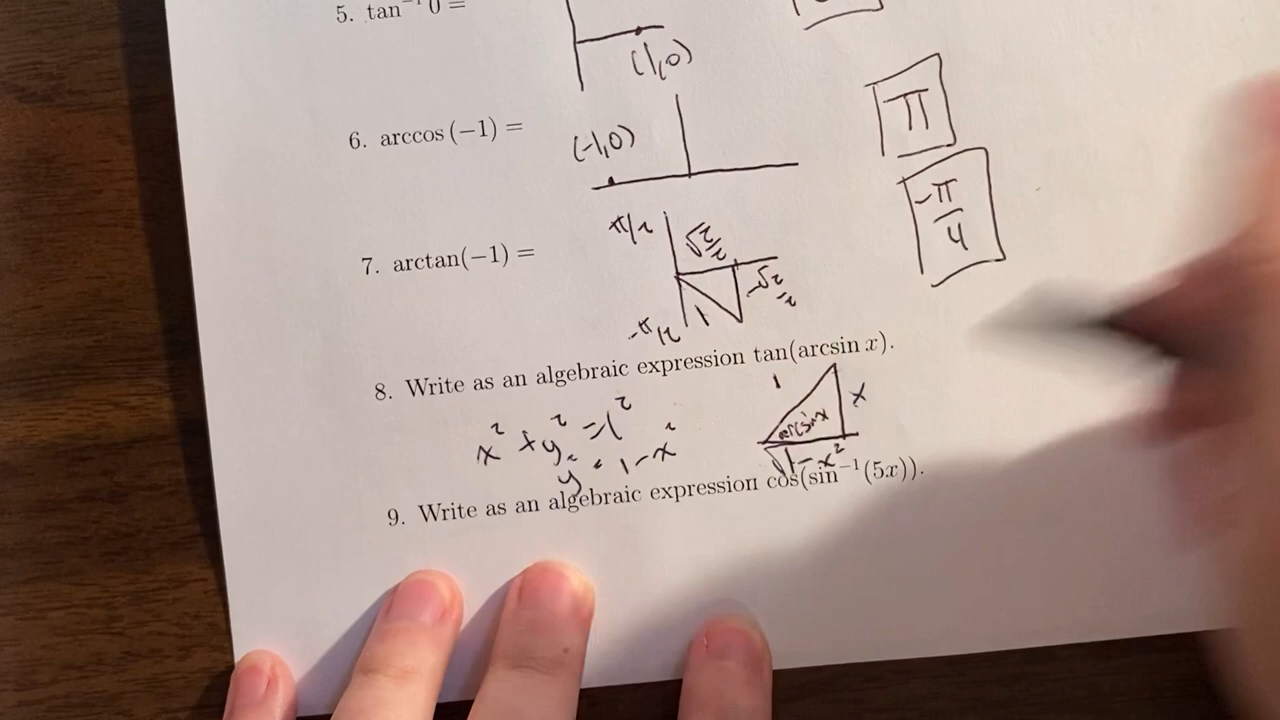 5. tan⁻¹ 0 =
(1,0)
6. arccos (−1) =
(-1,0)
π
7. arctan(−1) =
π/2
√2/2
-√2/2
1
-π/2
-π/4
8. Write as an algebraic expression tan(arcsin x).
x² + y² = 1²
y² = 1 - x²
1
x
arcsinx
√1-x²
9. Write as an algebraic expression cos(sin⁻¹(5x)).